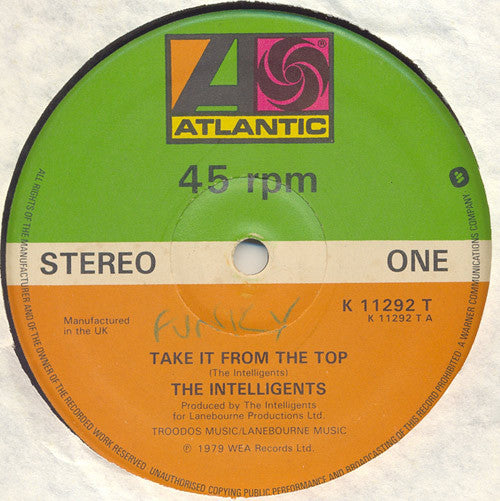 ATLANTIC
®
45 rpm
STEREO
ONE
K 11292 T
K 11292 T A
Manufactured
in the UK
FUNKY
TAKE IT FROM THE TOP
(The Intelligents)
THE INTELLIGENTS
Produced by The Intelligents
for Lanebourne Productions Ltd.
TROODOS MUSIC/LANEBOURNE MUSIC
℗ 1979 WEA Records Ltd.
ALL RIGHTS OF THE MANUFACTURER AND OF THE OWNER OF THE RECORDED WORK RESERVED UNAUTHORISED COPYING PUBLIC PERFORMANCE AND BROADCASTING OF THIS RECORD PROHIBITED · A WARNER COMMUNICATIONS COMPANY